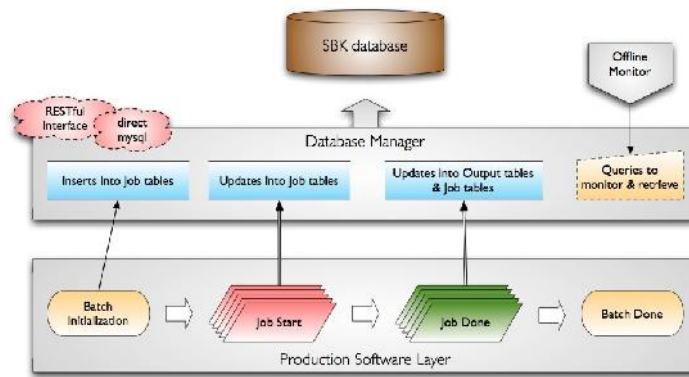 SBK database
Offline
Monitor
RESTful
Interface
direct
mysql
Database Manager
Inserts Into Job tables
Updates Into Job tables
Updates into Output tables
& Job tables
Queries to
monitor & retrieve
Batch
Initialization
Job Start
Job Done
Batch Done
Production Software Layer